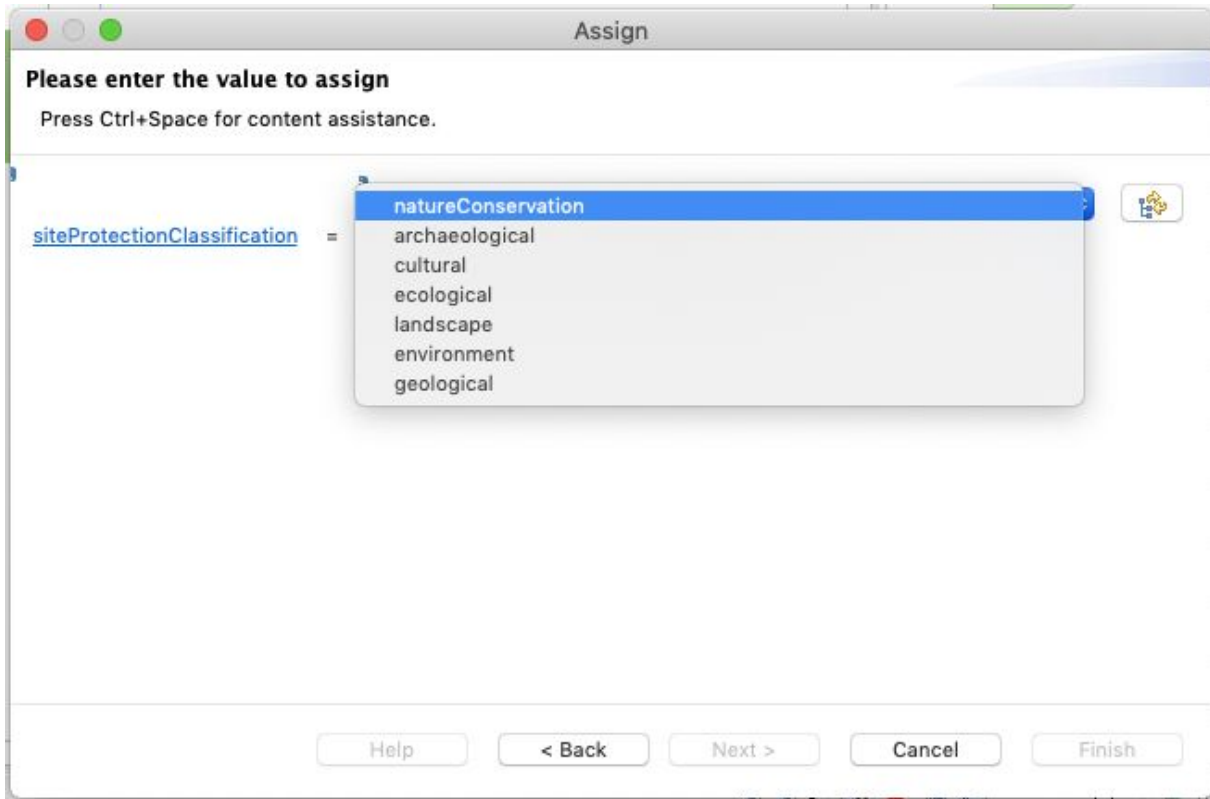 Assign
Please enter the value to assign
Press Ctrl+Space for content assistance.
natureConservation
siteProtectionClassification = archaeological
cultural
ecological
landscape
environment
geological
Help < Back Next > Cancel Finish